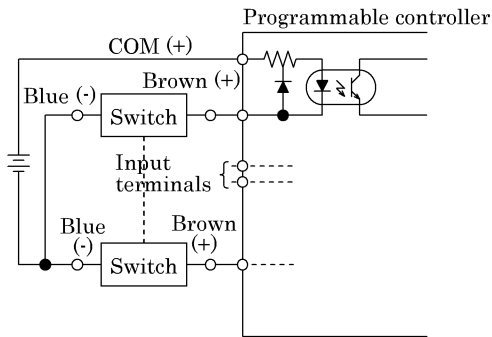 Programmable controller
COM (+)
Brown (+)
Blue (-)
Switch
Input
terminals
Blue
(-)
Brown
(+)
Switch